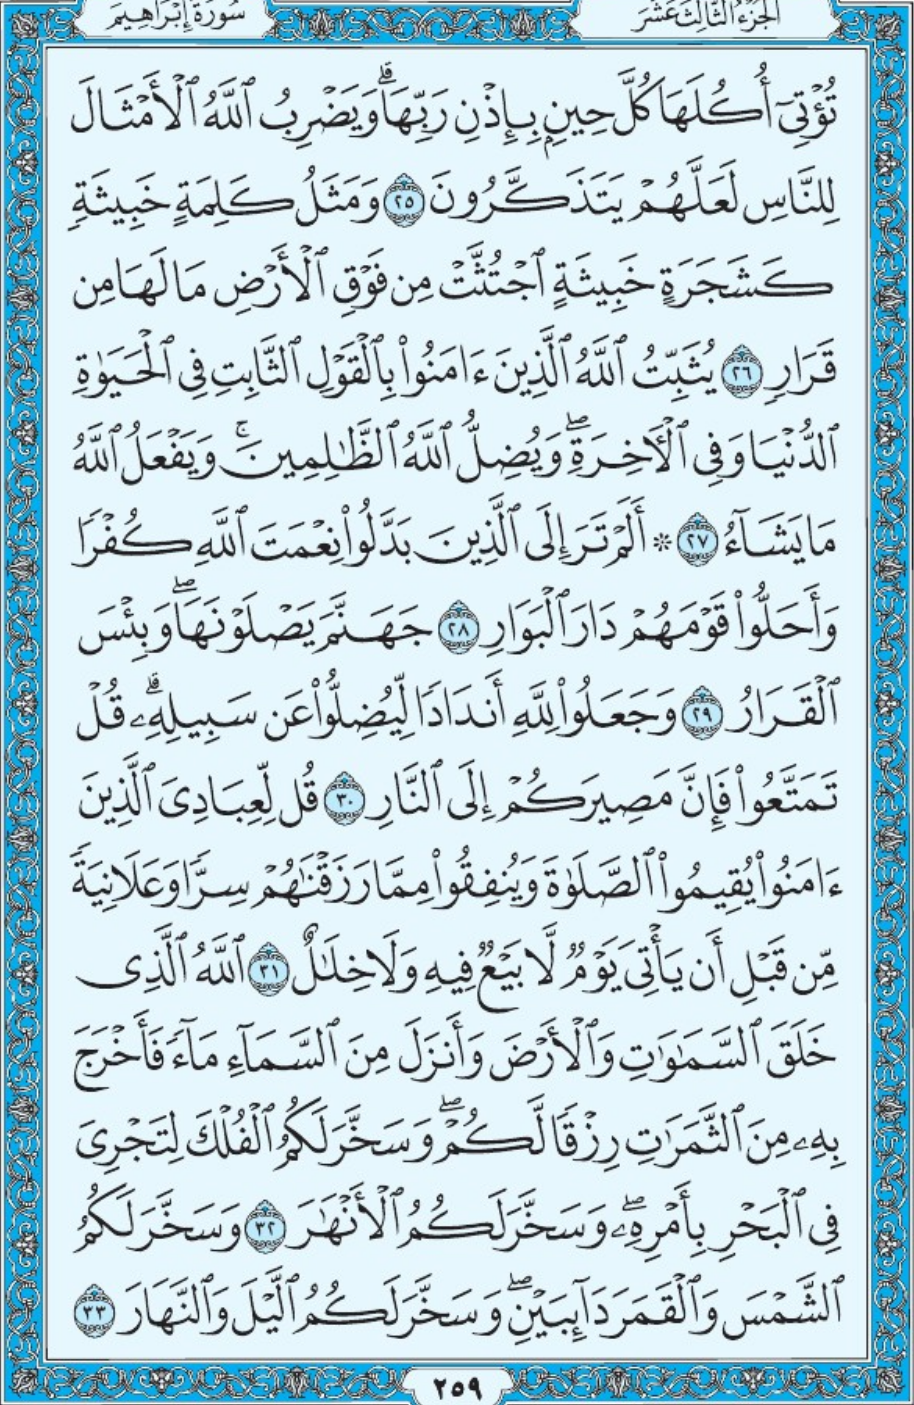 سُورَةُ إِبْرَاهِيمَ
الجُزْءُ الثَّالِثَ عَشَرَ
تُؤْتِىٓ أُكُلَهَا كُلَّ حِينٍۭ بِإِذْنِ رَبِّهَاۗ وَيَضْرِبُ ٱللَّهُ ٱلْأَمْثَالَ
لِلنَّاسِ لَعَلَّهُمْ يَتَذَكَّرُونَ ٢٥ وَمَثَلُ كَلِمَةٍ خَبِيثَةٍ
كَشَجَرَةٍ خَبِيثَةٍ ٱجْتُثَّتْ مِن فَوْقِ ٱلْأَرْضِ مَا لَهَا مِن
قَرَارٍ ٢٦ يُثَبِّتُ ٱللَّهُ ٱلَّذِينَ ءَامَنُوا۟ بِٱلْقَوْلِ ٱلثَّابِتِ فِى ٱلْحَيَوٰةِ
ٱلدُّنْيَا وَفِى ٱلْأَخِرَةِۖ وَيُضِلُّ ٱللَّهُ ٱلظَّٰلِمِينَۚ وَيَفْعَلُ ٱللَّهُ
مَا يَشَآءُ ٢٧ ۞ أَلَمْ تَرَ إِلَى ٱلَّذِينَ بَدَّلُوا۟ نِعْمَتَ ٱللَّهِ كُفْرًا
وَأَحَلُّوا۟ قَوْمَهُمْ دَارَ ٱلْبَوَارِ ٢٨ جَهَنَّمَ يَصْلَوْنَهَاۖ وَبِئْسَ
ٱلْقَرَارُ ٢٩ وَجَعَلُوا۟ لِلَّهِ أَندَادًا لِّيُضِلُّوا۟ عَن سَبِيلِهِۦۗ قُلْ
تَمَتَّعُوا۟ فَإِنَّ مَصِيرَكُمْ إِلَى ٱلنَّارِ ٣٠ قُل لِّعِبَادِىَ ٱلَّذِينَ
ءَامَنُوا۟ يُقِيمُوا۟ ٱلصَّلَوٰةَ وَيُنفِقُوا۟ مِمَّا رَزَقْنَٰهُمْ سِرًّا وَعَلَانِيَةً
مِّن قَبْلِ أَن يَأْتِىَ يَوْمٌ لَّا بَيْعٌ فِيهِ وَلَا خِلَٰلٌ ٣١ ٱللَّهُ ٱلَّذِى
خَلَقَ ٱلسَّمَٰوَٰتِ وَٱلْأَرْضَ وَأَنزَلَ مِنَ ٱلسَّمَآءِ مَآءً فَأَخْرَجَ
بِهِۦ مِنَ ٱلثَّمَرَٰتِ رِزْقًا لَّكُمْۖ وَسَخَّرَ لَكُمُ ٱلْفُلْكَ لِتَجْرِىَ
فِى ٱلْبَحْرِ بِأَمْرِهِۦۖ وَسَخَّرَ لَكُمُ ٱلْأَنْهَٰرَ ٣٢ وَسَخَّرَ لَكُمُ
ٱلشَّمْسَ وَٱلْقَمَرَ دَآئِبَيْنِۖ وَسَخَّرَ لَكُمُ ٱلَّيْلَ وَٱلنَّهَارَ ٣٣
٢٥٩